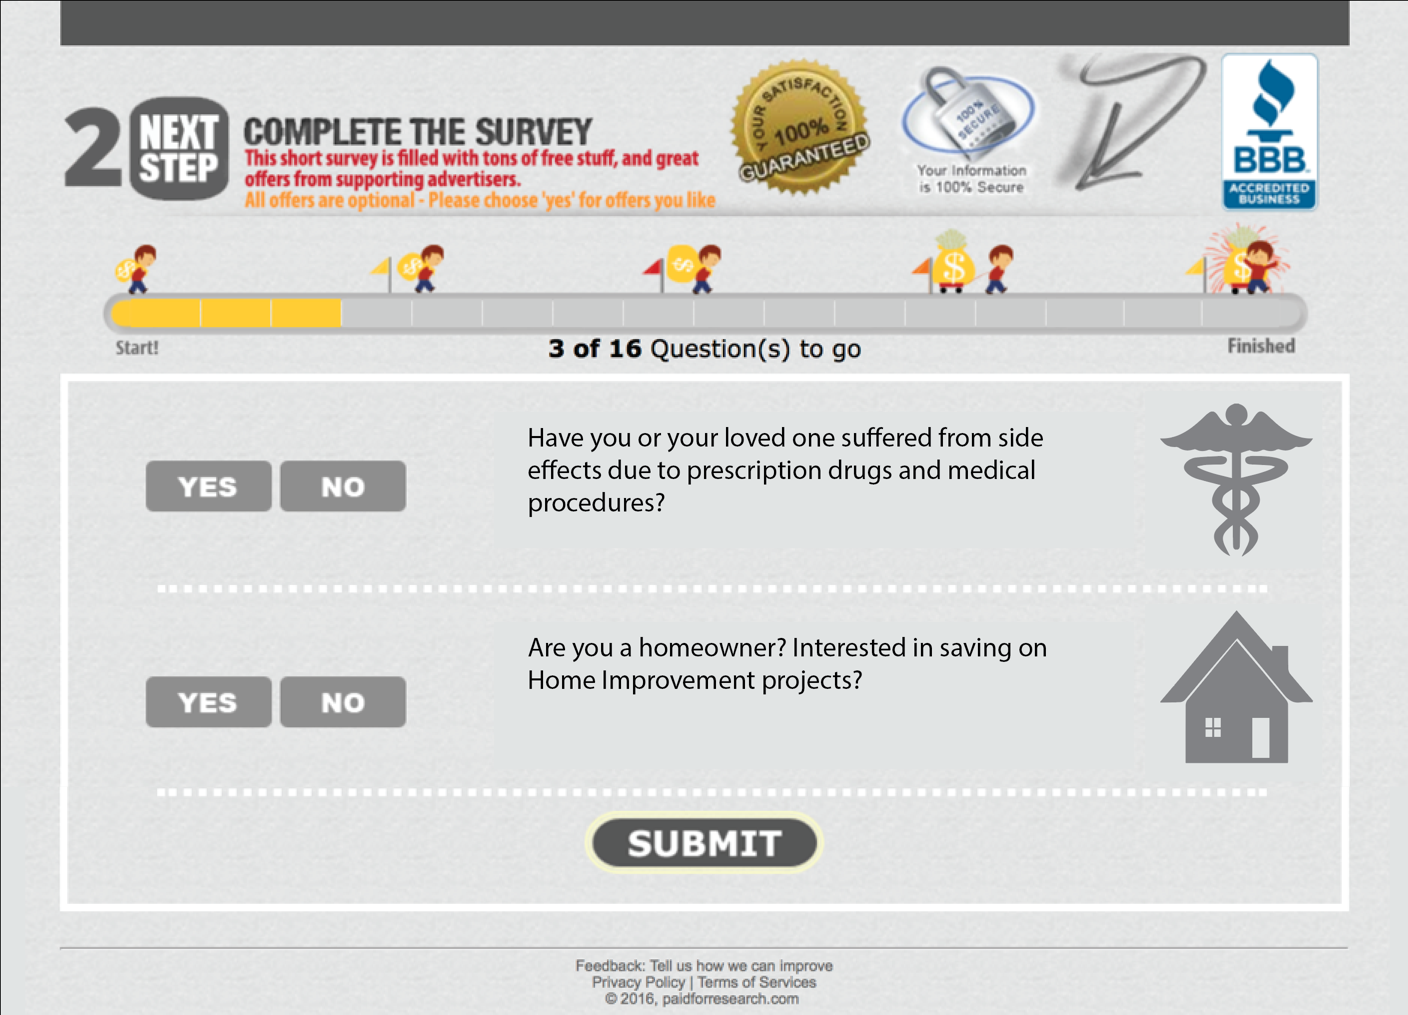 2 NEXT STEP
COMPLETE THE SURVEY
This short survey is filled with tons of free stuff, and great
offers from supporting advertisers.
All offers are optional - Please choose 'yes' for offers you like
YOUR SATISFACTION
100%
GUARANTEED
100%
SECURE
Your Information
is 100% Secure
BBB
ACCREDITED
BUSINESS
Start!
3 of 16 Question(s) to go
Finished
YES NO
Have you or your loved one suffered from side
effects due to prescription drugs and medical
procedures?
YES NO
Are you a homeowner? Interested in saving on
Home Improvement projects?
SUBMIT
Feedback: Tell us how we can improve
Privacy Policy | Terms of Services
© 2016, paidforresearch.com